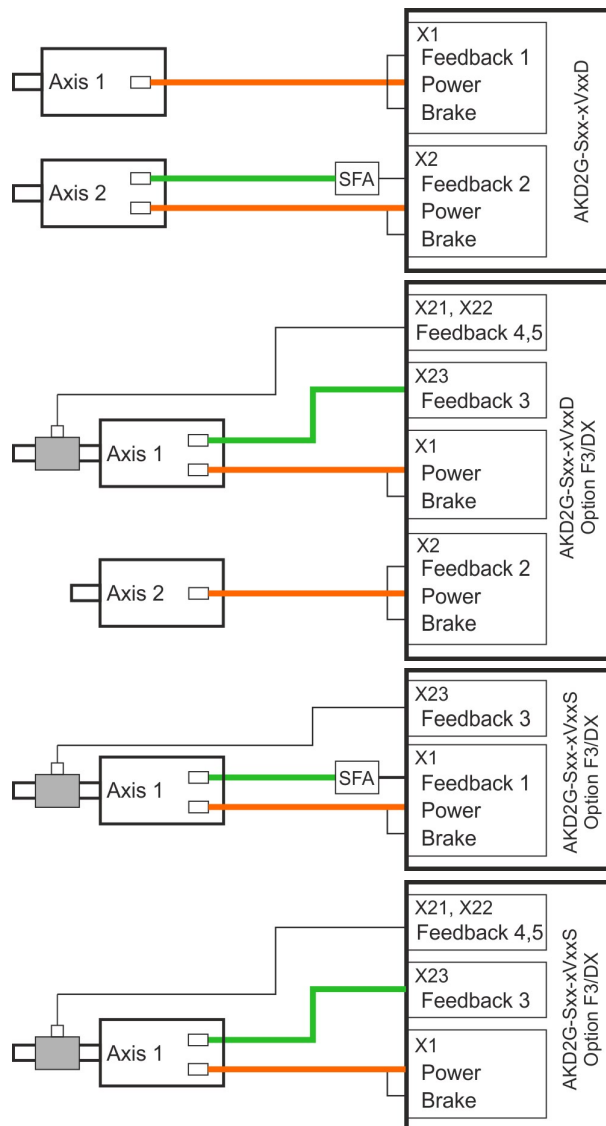 X1
Feedback 1
Axis 1
Power
Brake
X2
SFA
Feedback 2
Axis 2
Power
Brake
AKD2G-Sxx-xVxxD
X21, X22
Feedback 4,5
X23
Feedback 3
X1
Axis 1
Power
Brake
X2
Feedback 2
Axis 2
Power
Brake
AKD2G-Sxx-xVxxD
Option F3/DX
X23
Feedback 3
X1
SFA
Feedback 1
Axis 1
Power
Brake
AKD2G-Sxx-xVxxS
Option F3/DX
X21, X22
Feedback 4,5
X23
Feedback 3
X1
Axis 1
Power
Brake
AKD2G-Sxx-xVxxS
Option F3/DX